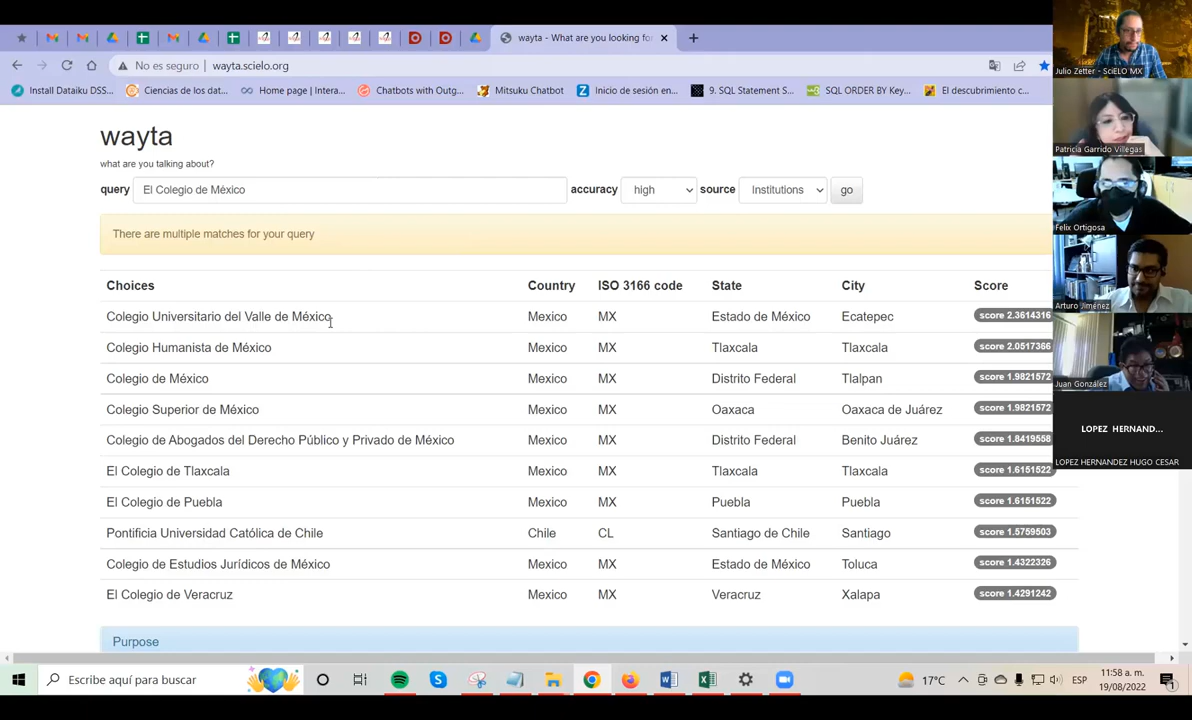 wayta - What are you looking for
No es seguro | wayta.scielo.org
Install Dataiku DSS... Ciencias de los dat... Home page | Intera... Chatbots with Outg... Mitsuku Chatbot Inicio de sesión en... 9. SQL Statement S... SQL ORDER BY Key... El descubrimiento c...
wayta
what are you talking about?
query El Colegio de México accuracy high source Institutions go
There are multiple matches for your query
Choices Country ISO 3166 code State City Score
Colegio Universitario del Valle de México Mexico MX Estado de México Ecatepec score 2.3614316
Colegio Humanista de México Mexico MX Tlaxcala Tlaxcala score 2.0517366
Colegio de México Mexico MX Distrito Federal Tlalpan score 1.9821572
Colegio Superior de México Mexico MX Oaxaca Oaxaca de Juárez score 1.9821572
Colegio de Abogados del Derecho Público y Privado de México Mexico MX Distrito Federal Benito Juárez score 1.8419558
El Colegio de Tlaxcala Mexico MX Tlaxcala Tlaxcala score 1.6151522
El Colegio de Puebla Mexico MX Puebla Puebla score 1.6151522
Pontificia Universidad Católica de Chile Chile CL Santiago de Chile Santiago score 1.5759503
Colegio de Estudios Jurídicos de México Mexico MX Estado de México Toluca score 1.4322326
El Colegio de Veracruz Mexico MX Veracruz Xalapa score 1.4291242
Purpose
Julio Zetter - SciELO MX
Patricia Garrido Villegas
Felix Ortigosa
Arturo Jiménez
Juan González
LOPEZ HERNAND...
LOPEZ HERNANDEZ HUGO CESAR
Escribe aquí para buscar
17°C
ESP
11:58 a. m.
19/08/2022
1